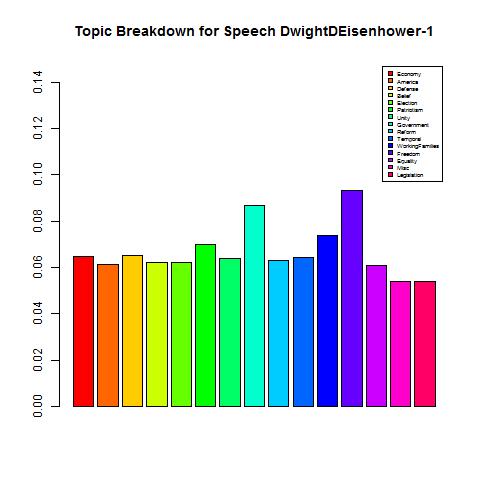 Topic Breakdown for Speech DwightDEisenhower-1
0.14
0.12
0.10
0.08
0.06
0.04
0.02
0.00
Economy
America
Defense
Belief
Election
Patriotism
Unity
Government
Reform
Temporal
WorkingFamilies
Freedom
Equality
Misc
Legislation